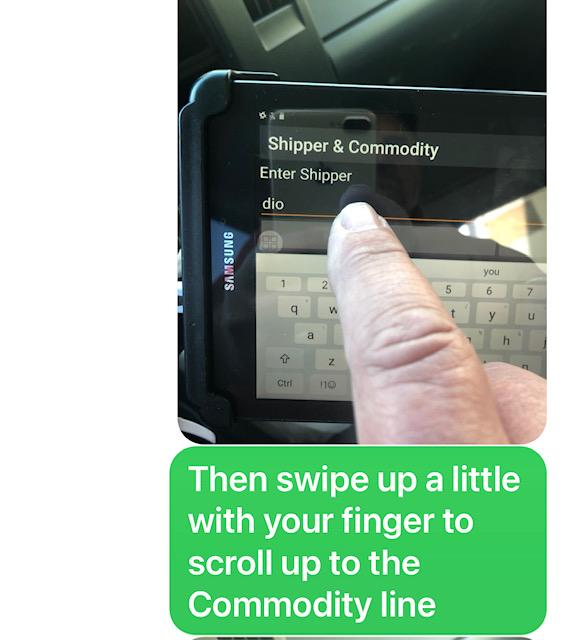 Shipper & Commodity
Enter Shipper
dio
SAMSUNG
you
1 2 5 6 7
q w t y u
a h j
z n
Ctrl !1☺
Then swipe up a little
with your finger to
scroll up to the
Commodity line